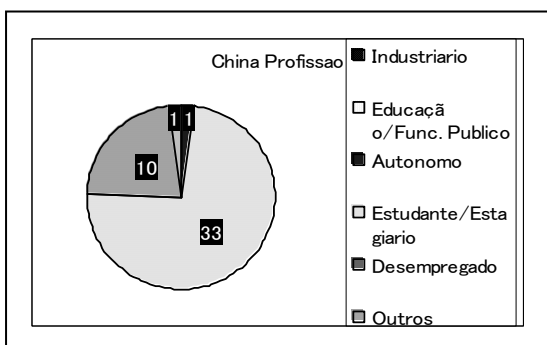 China Profissao
Industriario
Educaçã
o/Func. Publico
Autonomo
Estudante/Esta
giario
Desempregado
Outros
1 1
10
33